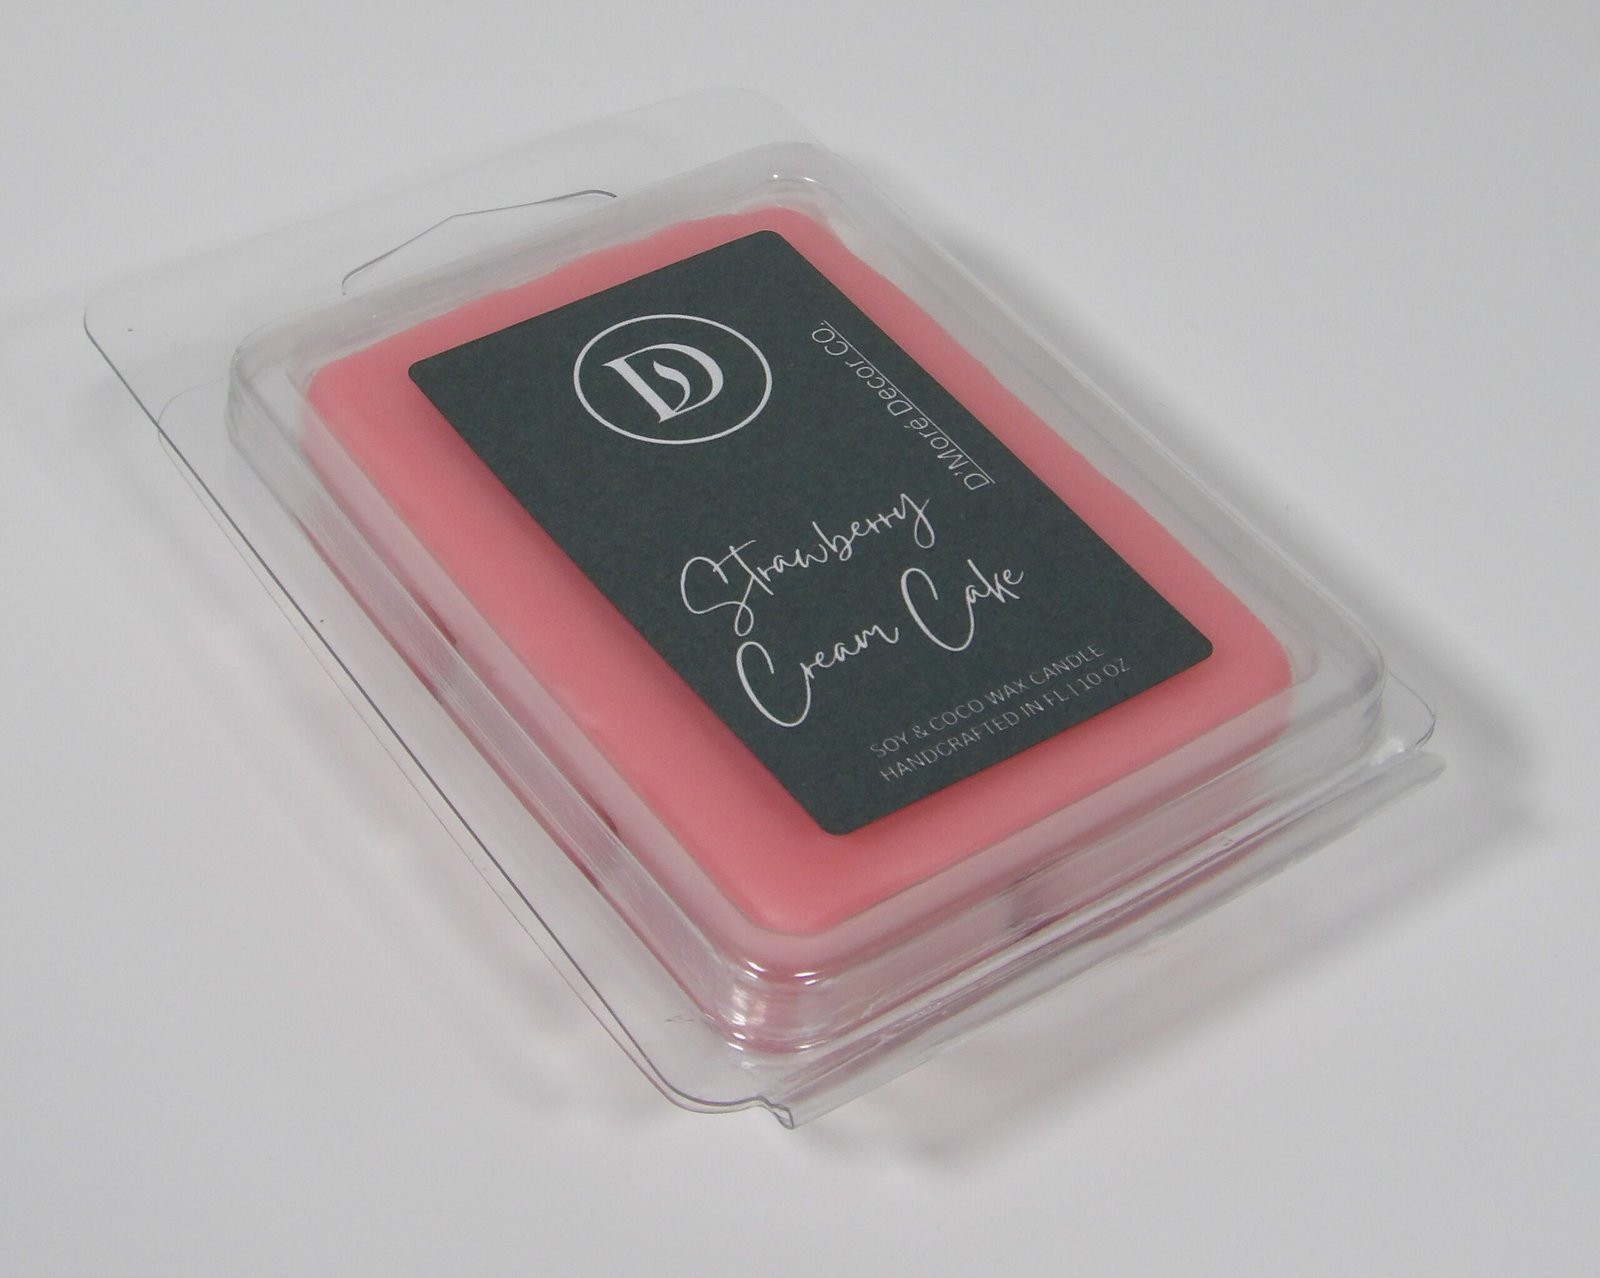 D
D'Moré Decor CO.
Strawberry
Cream Cake
SOY & COCO WAX CANDLE
HANDCRAFTED IN FL | 10 OZ